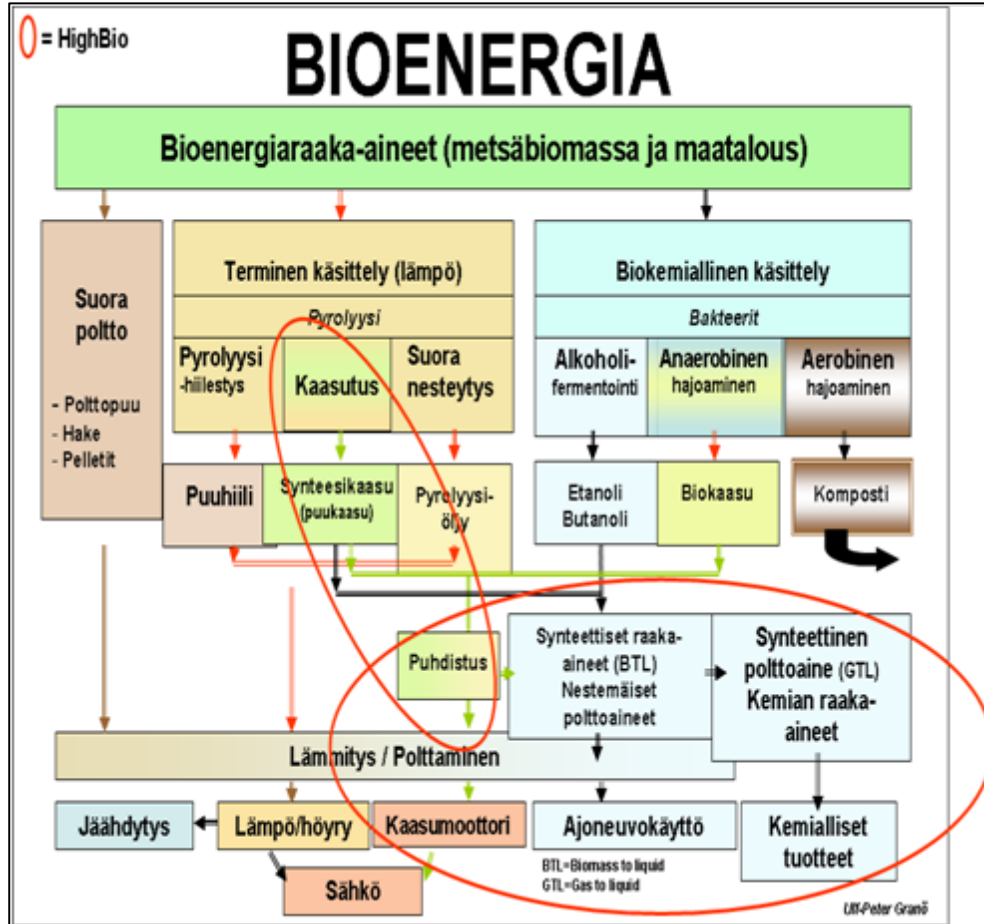 = HighBio
BIOENERGIA
Bioenergiaraaka-aineet (metsäbiomassa ja maatalous)
Suora
poltto
- Polttopuu
- Hake
- Pelletit
Terminen käsittely (lämpö)
Pyrolyysi
Pyrolyysi
-hiilestys
Kaasutus
Suora
nesteytys
Biokemiallinen käsittely
Bakteerit
Alkoholi-
fermentointi
Anaerobinen
hajoaminen
Aerobinen
hajoaminen
Puuhiili
Synteesikaasu
(puukaasu)
Pyrolyysi-
öljy
Etanoli
Butanoli
Biokaasu
Komposti
Puhdistus
Synteettiset raaka-
aineet (BTL)
Nestemäiset
polttoaineet
Synteettinen
polttoaine (GTL)
Kemian raaka-
aineet
Lämmitys / Polttaminen
Jäähdytys
Lämpö/höyry
Kaasumoottori
Ajoneuvokäyttö
Kemialliset
tuotteet
BTL=Biomass to liquid
GTL=Gas to liquid
Sähkö
Ulf-Peter Granö